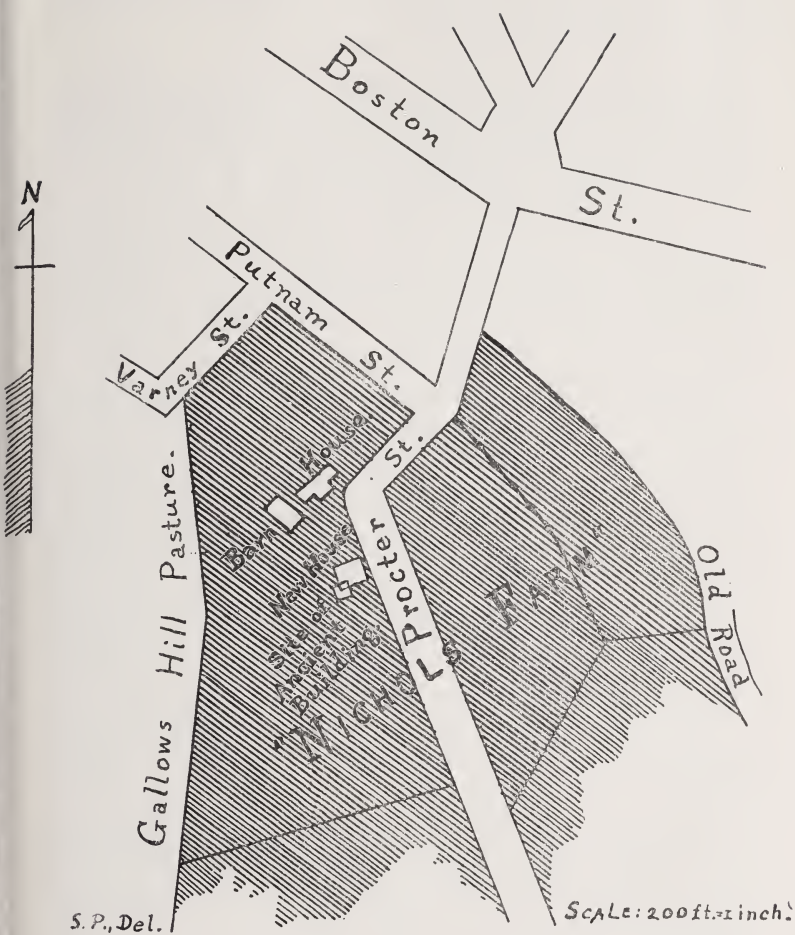 Boston
St.
N
Putnam
St.
Varney St.
House.
St.
Barn
New House
Procter
Site of
Ancient
Building.
"NICHOLS FARM"
Old Road
Gallows Hill Pasture.
S.P., Del.
SCALE: 200 ft.=1 inch.